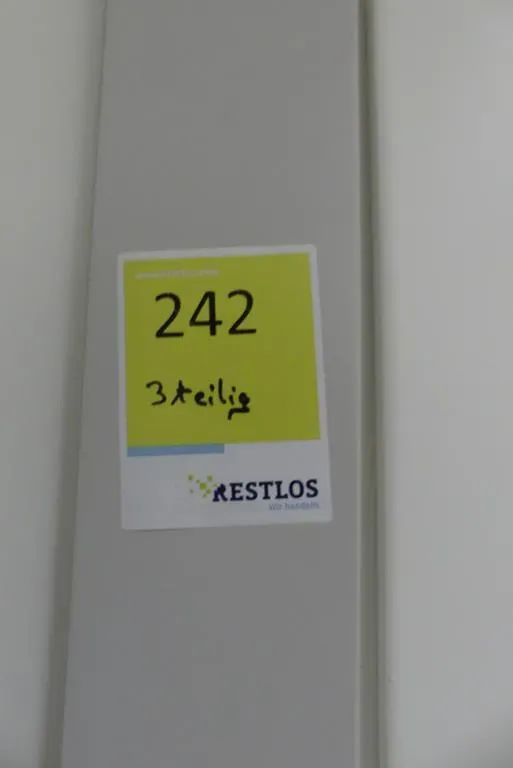 242
3teilig
RESTLOS
Wir handeln